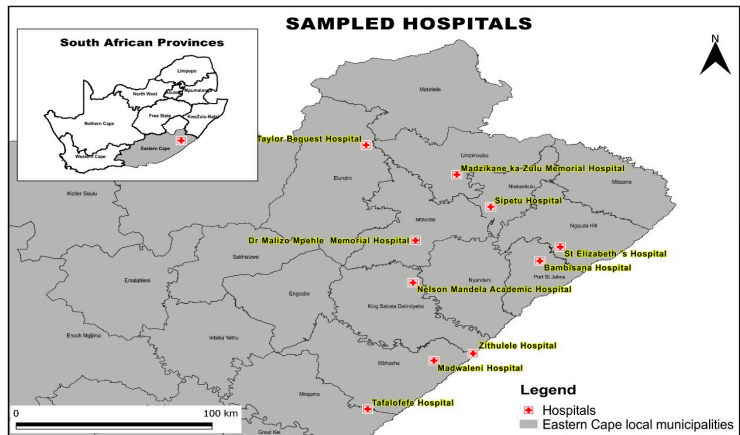 SAMPLED HOSPITALS
South African Provinces
Limpopo
North West
Mpumalanga
Free State
KwaZulu-Natal
Northern Cape
Eastern Cape
Western Cape
N
Matatiele
Taylor Bequest Hospital
Umzimvubu
Madzikane ka-Zulu Memorial Hospital
Elundini
Ntabankulu
Mbizana
Walter Sisulu
Sipetu Hospital
Mhlontlo
Ngquza Hill
Dr Malizo Mpehle Memorial Hospital
St Elizabeth 's Hospital
Sakhisizwe
Bambisana Hospital
Emalahleni
Nyandeni
Port St Johns
Nelson Mandela Academic Hospital
Engcobo
King Sabata Dalindyebo
Enoch Mgijima
Intsika Yethu
Zithulele Hospital
Mbhashe
Madwaleni Hospital
Mnquma
Tafalofefe Hospital
Great Kei
0 100 km
Legend
Hospitals
Eastern Cape local municipalities